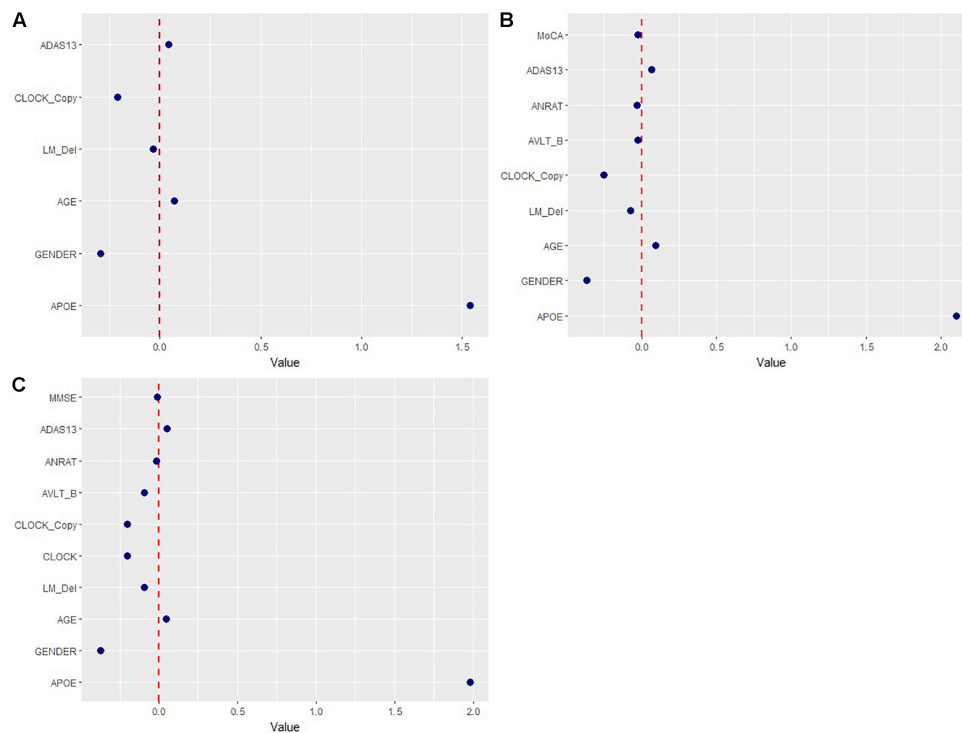 A
ADAS13
CLOCK_Copy
LM_Del
AGE
GENDER
APOE
0.0 0.5 1.0 1.5
Value
B
MoCA
ADAS13
ANRAT
AVLT_B
CLOCK_Copy
LM_Del
AGE
GENDER
APOE
0.0 0.5 1.0 1.5 2.0
Value
C
MMSE
ADAS13
ANRAT
AVLT_B
CLOCK_Copy
CLOCK
LM_Del
AGE
GENDER
APOE
0.0 0.5 1.0 1.5 2.0
Value